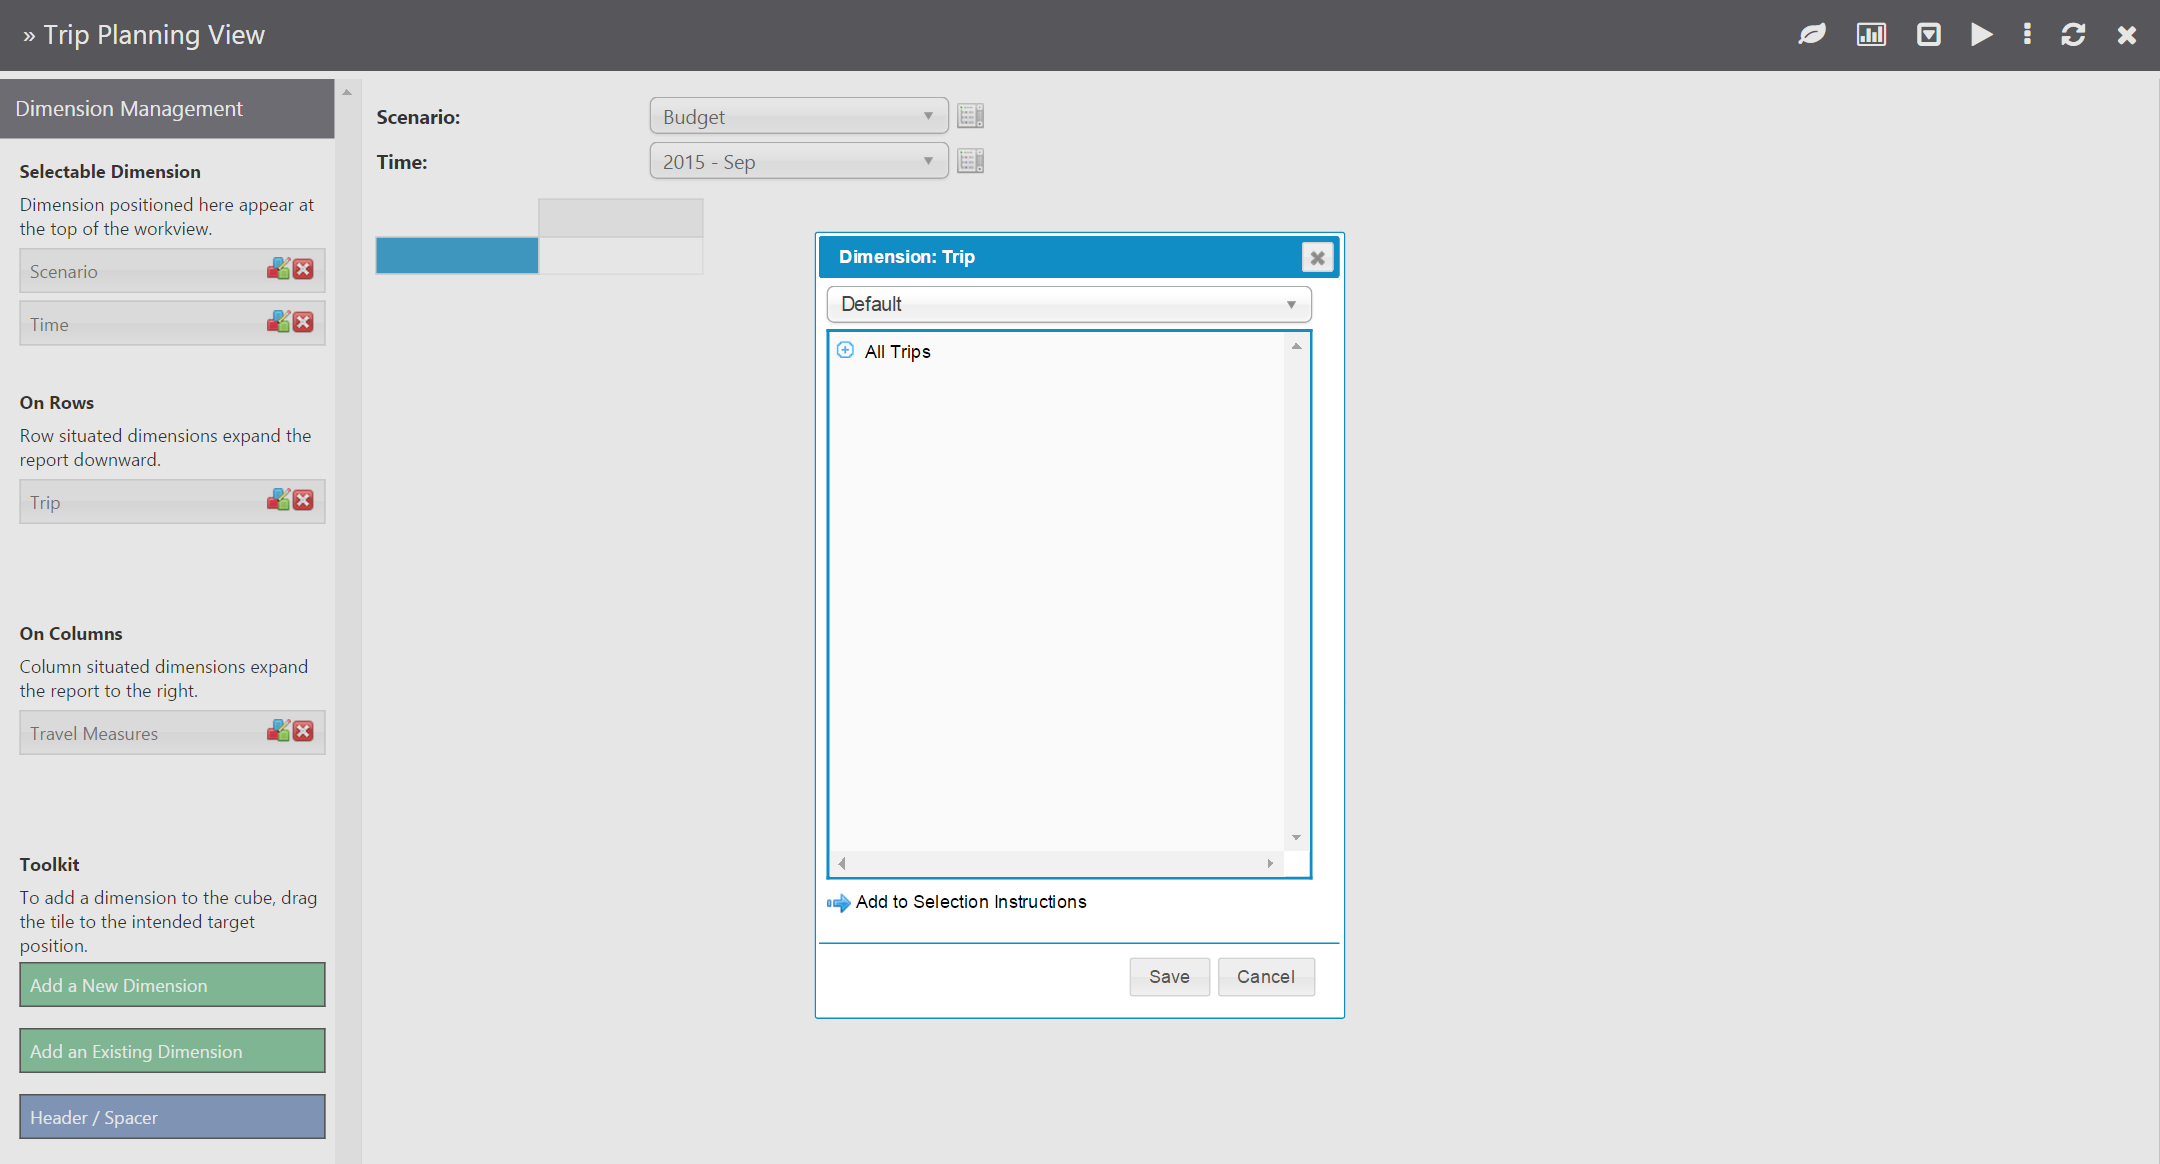 » Trip Planning View
Dimension Management
Selectable Dimension
Dimension positioned here appear at
the top of the workview.
Scenario
Time
On Rows
Row situated dimensions expand the
report downward.
Trip
On Columns
Column situated dimensions expand
the report to the right.
Travel Measures
Toolkit
To add a dimension to the cube, drag
the tile to the intended target
position.
Add a New Dimension
Add an Existing Dimension
Header / Spacer
Scenario:
Budget
Time:
2015 - Sep
Dimension: Trip
Default
All Trips
Add to Selection Instructions
Save
Cancel